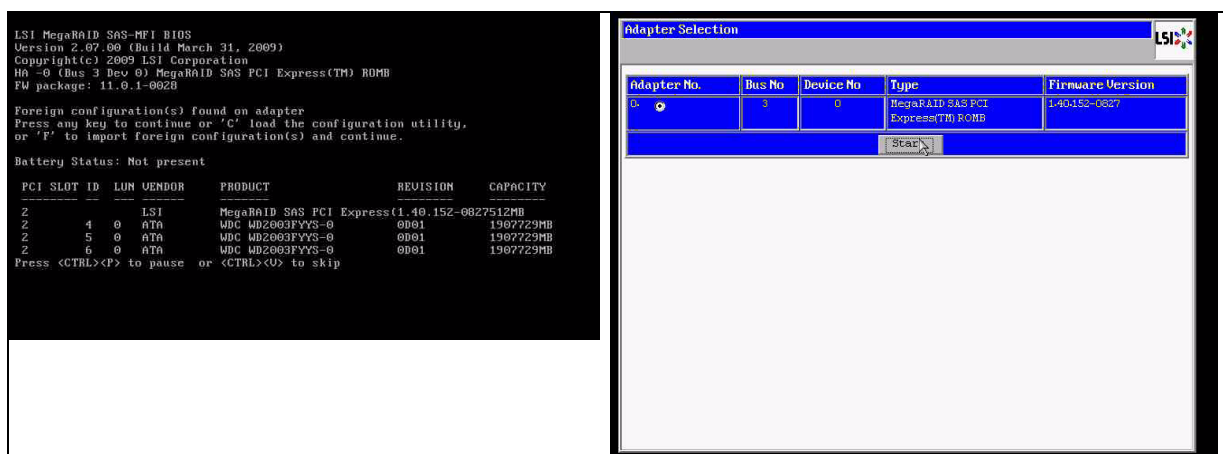 LSI MegaRAID SAS-MFI BIOS
Version 2.07.00 (Build March 31, 2009)
Copyright(c) 2009 LSI Corporation
HA -0 (Bus 3 Dev 0) MegaRAID SAS PCI Express(TM) ROMB
FW package: 11.0.1-0028
Foreign configuration(s) found on adapter
Press any key to continue or 'C' load the configuration utility,
or 'F' to import foreign configuration(s) and continue.
Battery Status: Not present
PCI SLOT ID LUN VENDOR PRODUCT REVISION CAPACITY
-------- -- --- ------ ------- -------- --------
2 LSI MegaRAID SAS PCI Express(1.40.152-0827512MB
2 4 0 ATA WDC WD2003FYYS-0 0D01 1907729MB
2 5 0 ATA WDC WD2003FYYS-0 0D01 1907729MB
2 6 0 ATA WDC WD2003FYYS-0 0D01 1907729MB
Press <CTRL><P> to pause or <CTRL><V> to skip
Adapter Selection
LSI
Adapter No. Bus No Device No Type Firmware Version
0. 3 0 MegaRAID SAS PCI Express(TM) ROMB 1.40.152-0827
Star